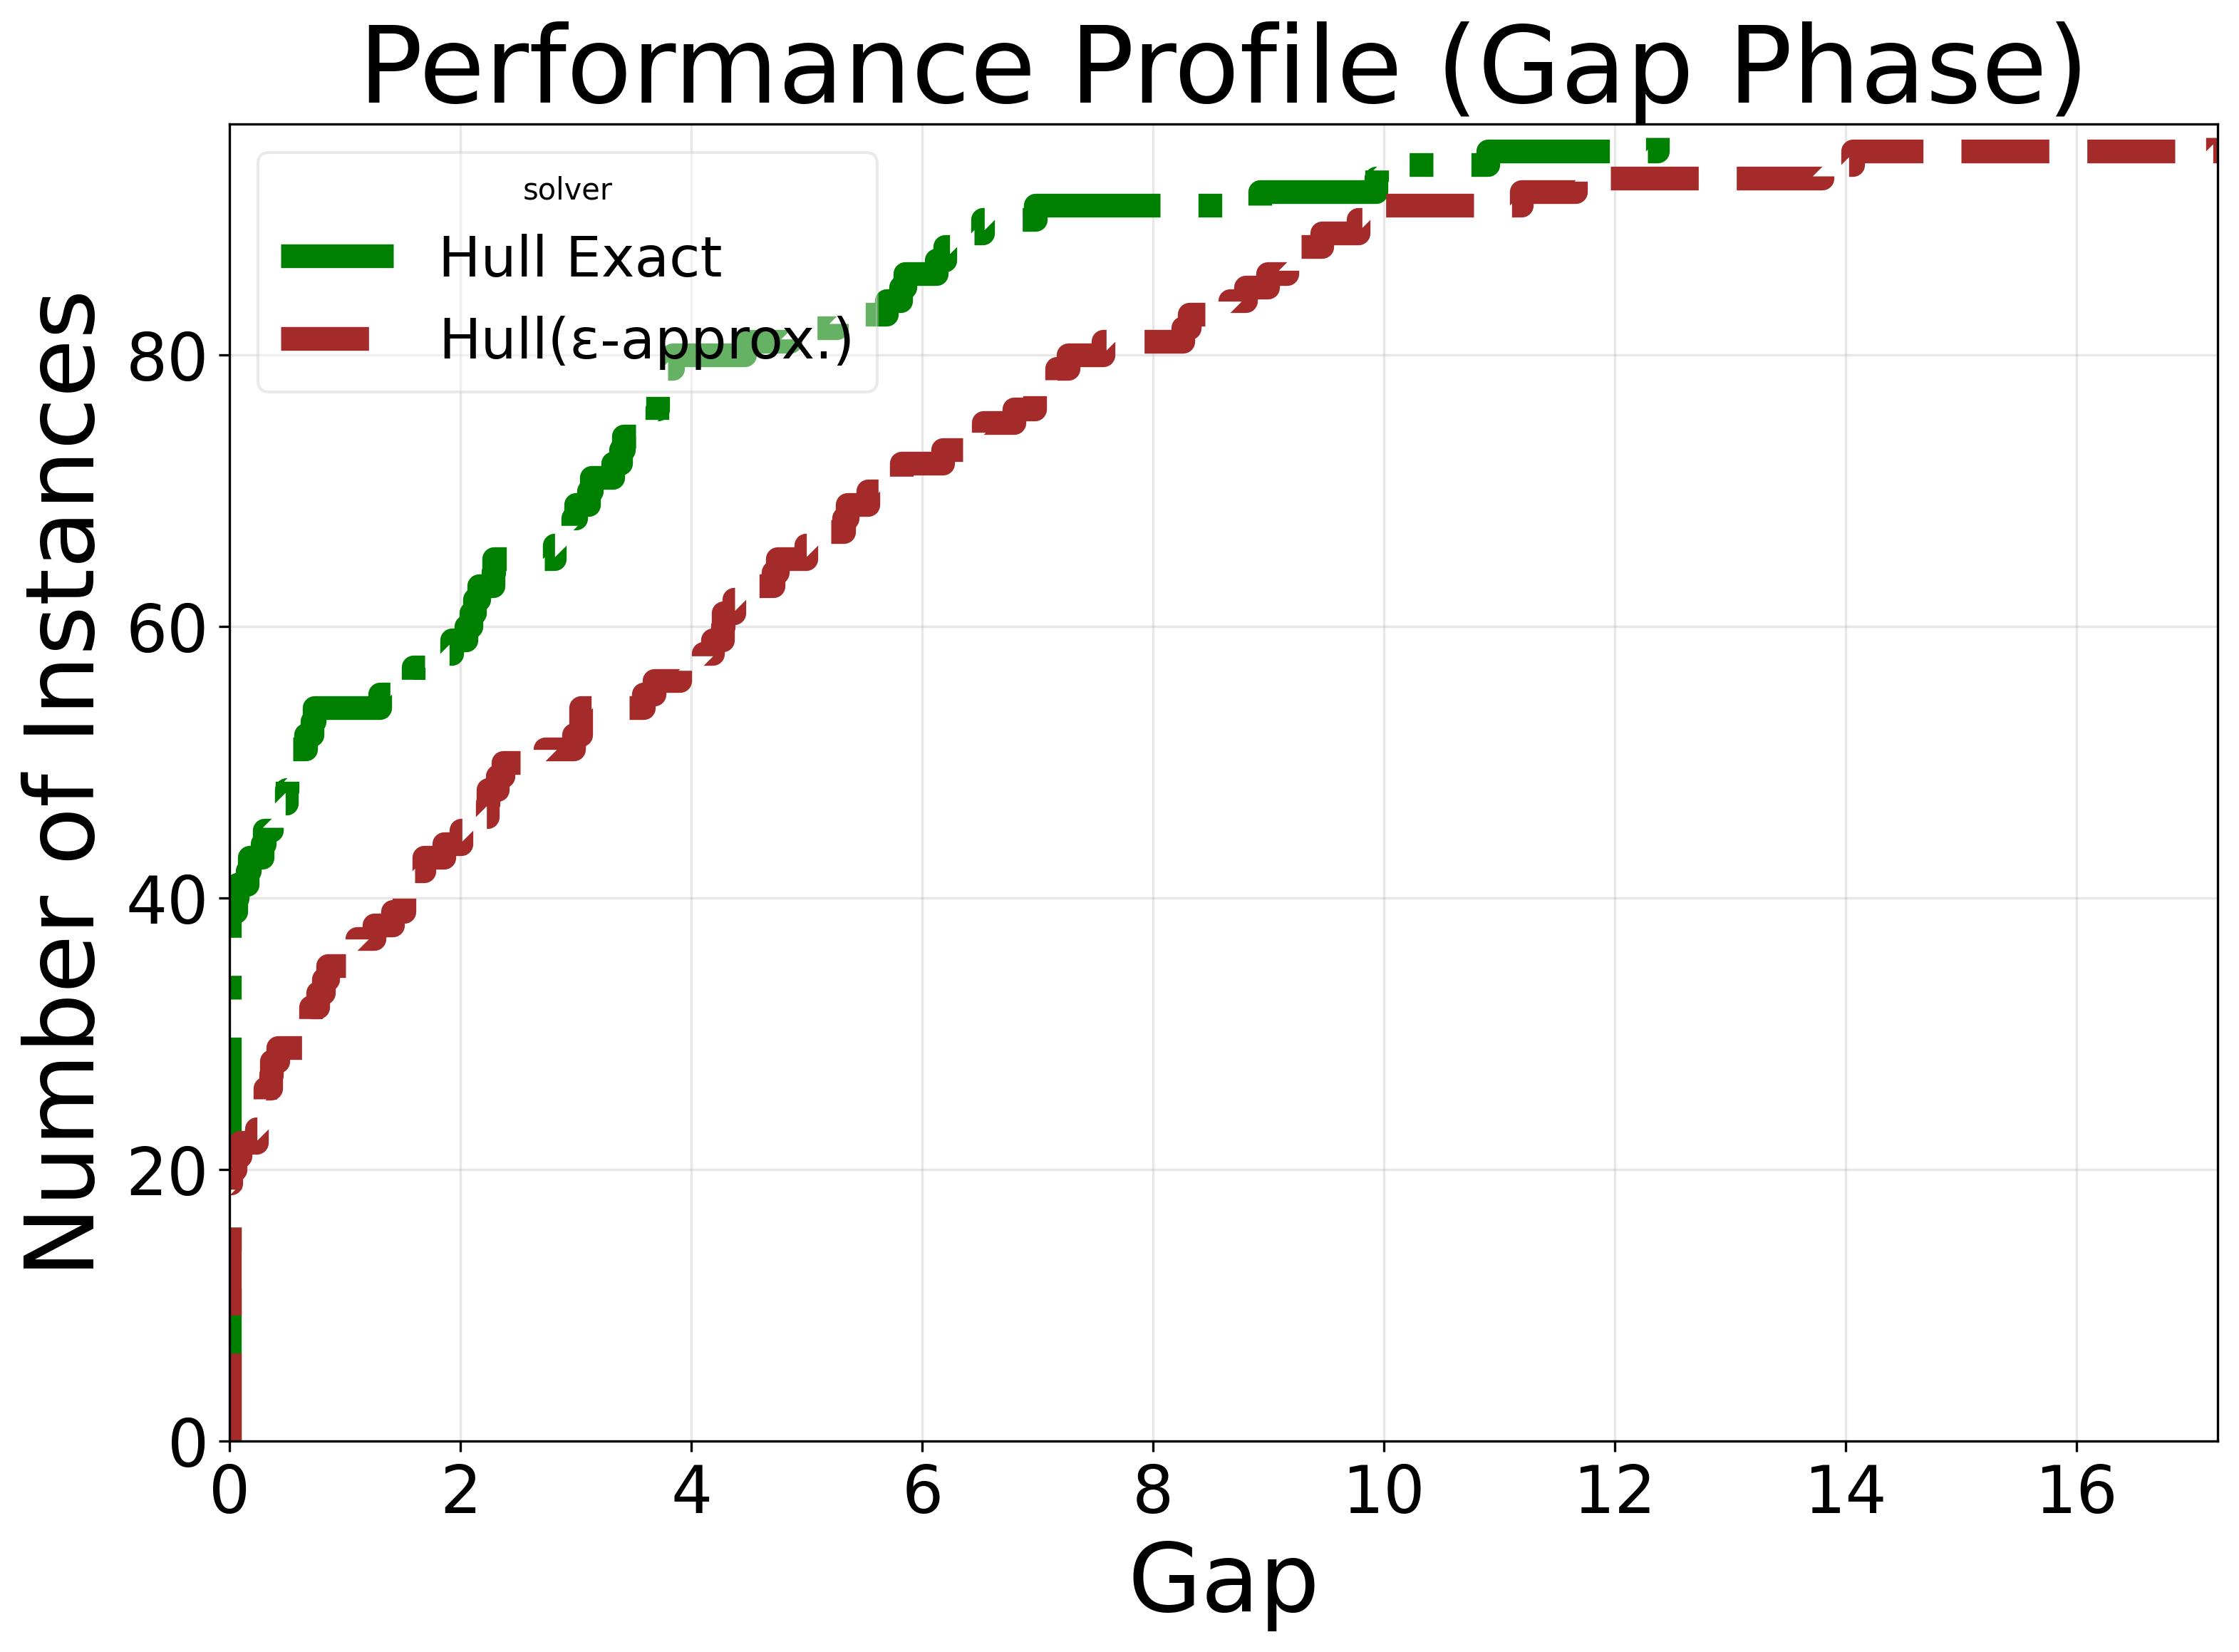 Performance Profile (Gap Phase)
solver
Hull Exact
Hull(ε-approx.)
Number of Instances
80
60
40
20
0
0 2 4 6 8 10 12 14 16
Gap